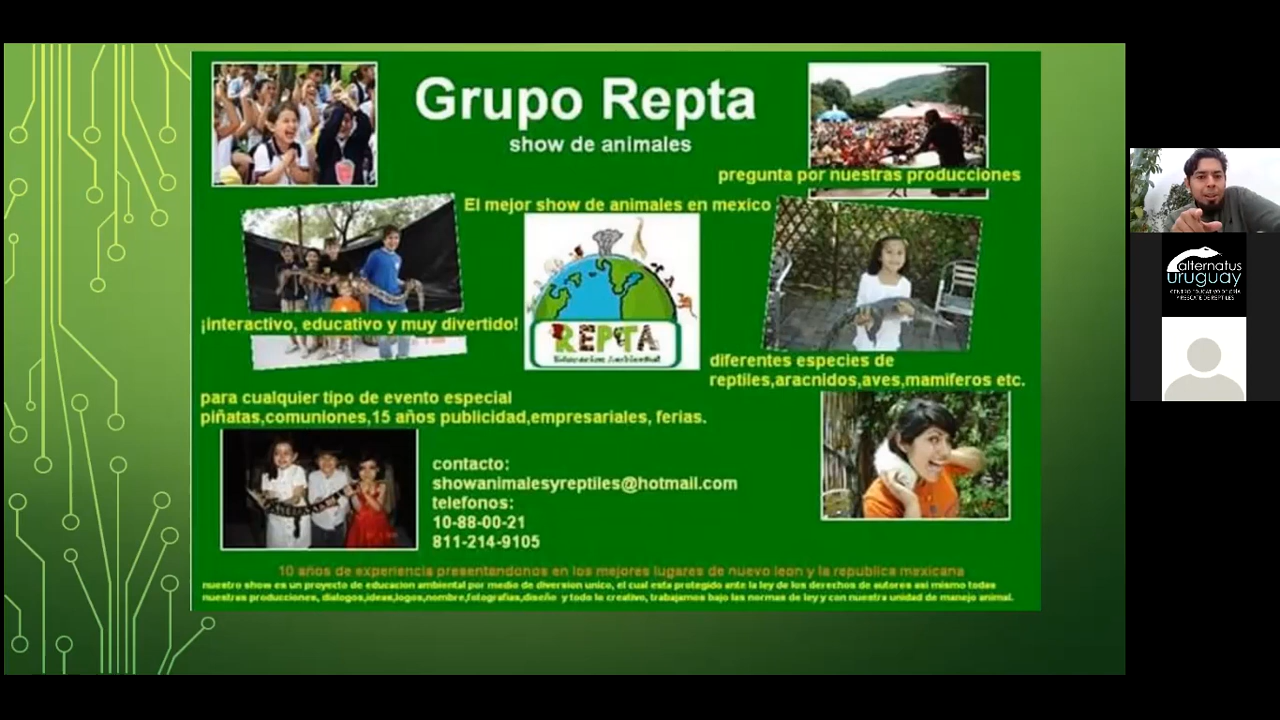 Grupo Repta
show de animales
pregunta por nuestras producciones
El mejor show de animales en mexico
REPTA
Educacion Ambiental
¡interactivo, educativo y muy divertido!
diferentes especies de
reptiles,aracnidos,aves,mamiferos etc.
para cualquier tipo de evento especial
piñatas,comuniones,15 años publicidad,empresariales, ferias.
contacto:
showanimalesyreptiles@hotmail.com
telefonos:
10-88-00-21
811-214-9105
10 años de experiencia presentandonos en los mejores lugares de nuevo leon y la republica mexicana
nuestro show es un proyecto de educacion ambiental por medio de diversion unico, el cual esta protegido ante la ley de los derechos de autores asi mismo todas
nuestras producciones, dialogos,ideas,logos,nombre,fotografias,diseño y todo lo creativo, trabajamos bajo las normas de ley y con nuestra unidad de manejo animal.
alternatus
uruguay